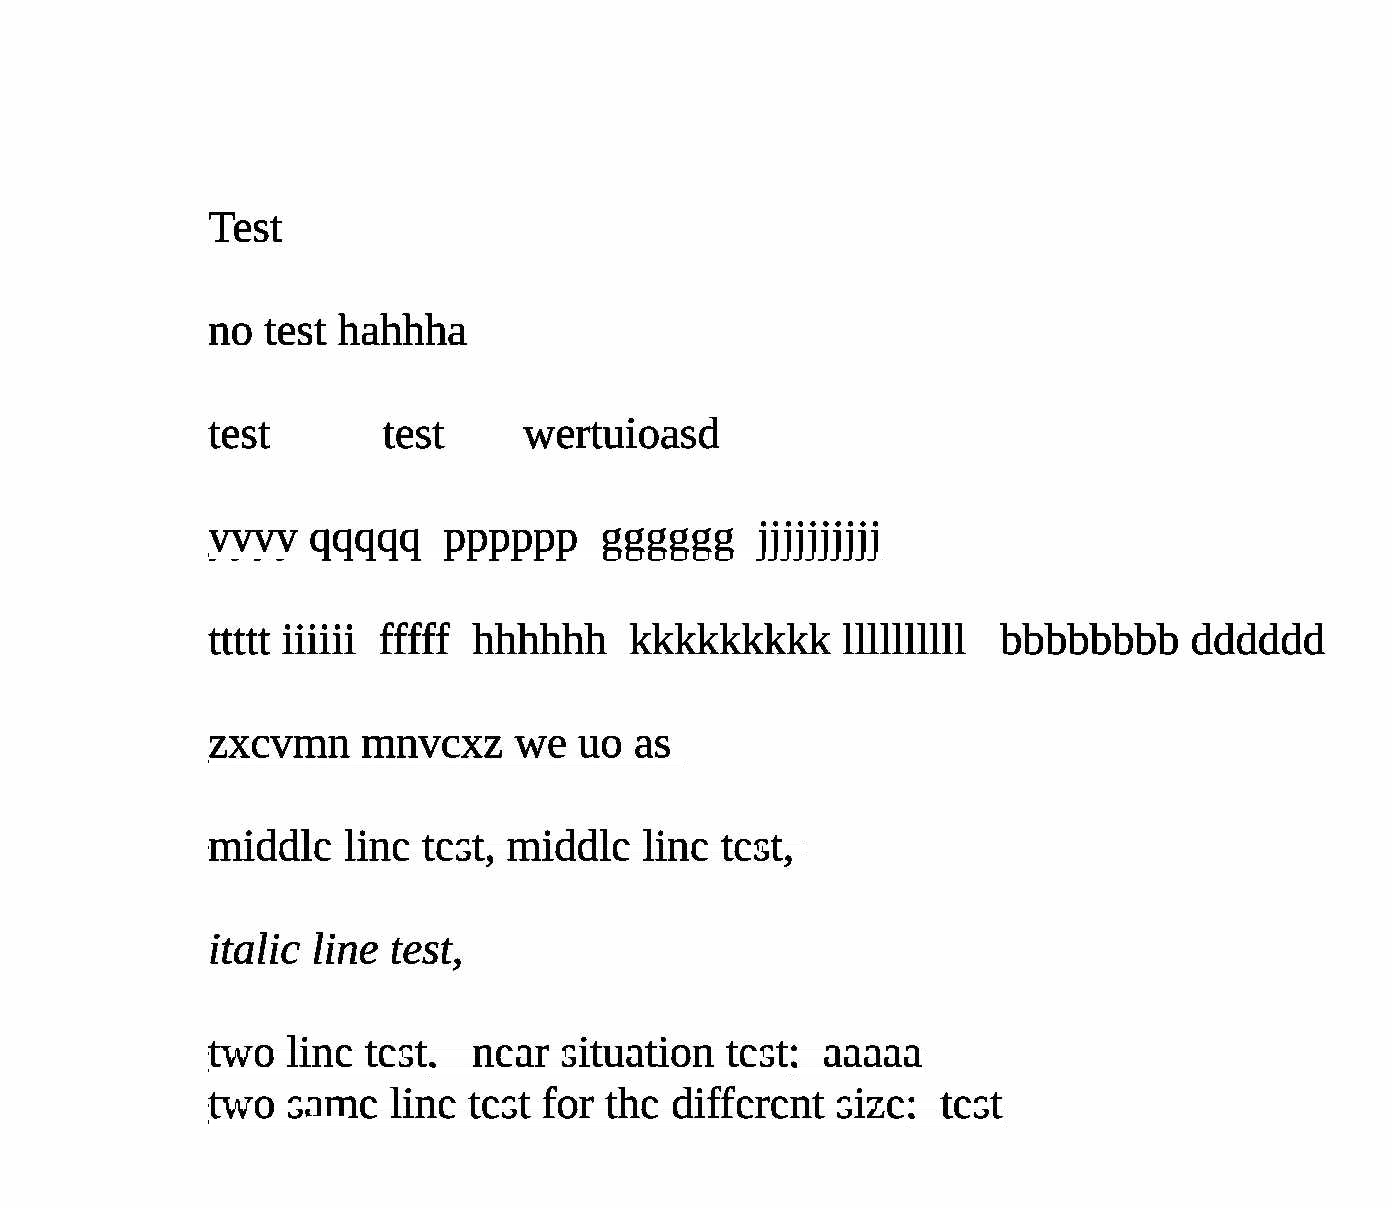 Test
no test hahhha
test test wertuioasd
vvvv qqqqq pppppp gggggg jjjjjjjjjj
ttttt iiiiii fffff hhhhhh kkkkkkkkk llllllllll bbbbbbbb dddddd
zxcvmn mnvcxz we uo as
middlc linc tcst, middlc linc tcst,
italic line test,
two linc tcst. ncar situation tcst: aaaaa
two samc linc tcst for thc diffcrcnt sizc: tcst